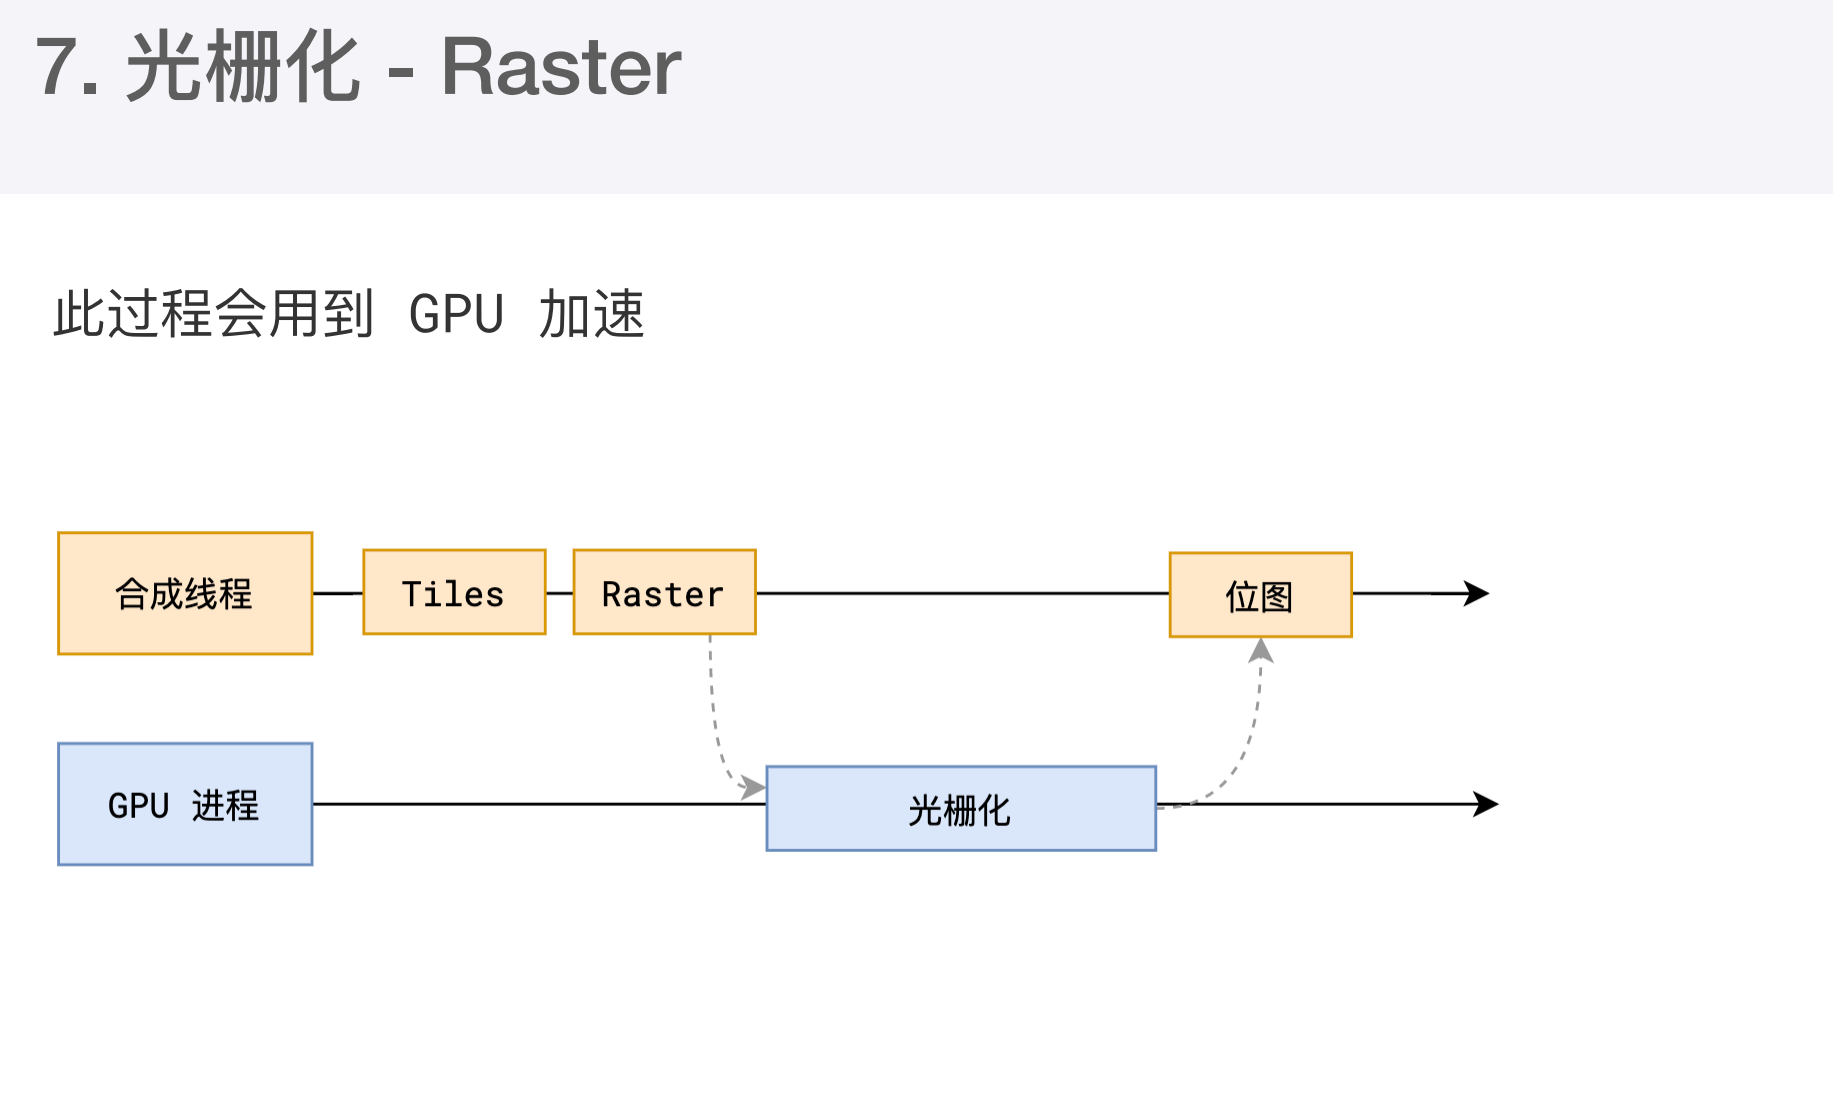 7. 光栅化 - Raster
此过程会用到 GPU 加速
合成线程
Tiles
Raster
位图
GPU 进程
光栅化